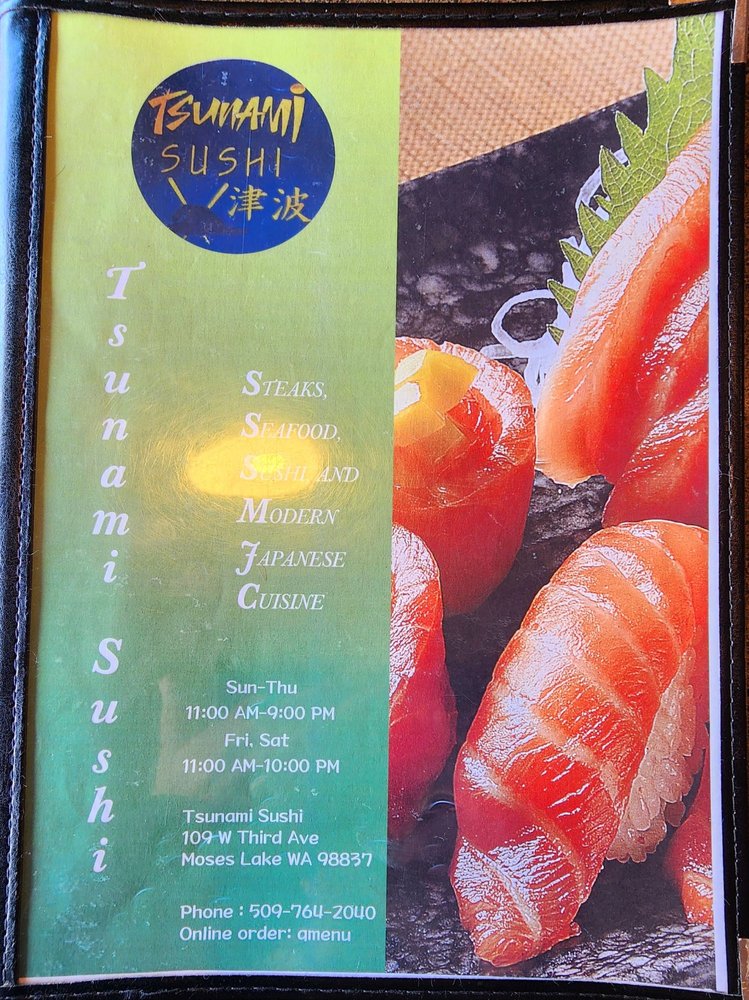 TSUNAMI
SUSHI
津波
Tsunami Sushi
STEAKS,
SEAFOOD,
SUSHI AND
MODERN
JAPANESE
CUISINE
Sun-Thu
11:00 AM-9:00 PM
Fri, Sat
11:00 AM-10:00 PM
Tsunami Sushi
109 W Third Ave
Moses Lake WA 98837
Phone : 509-764-2040
Online order: qmenu